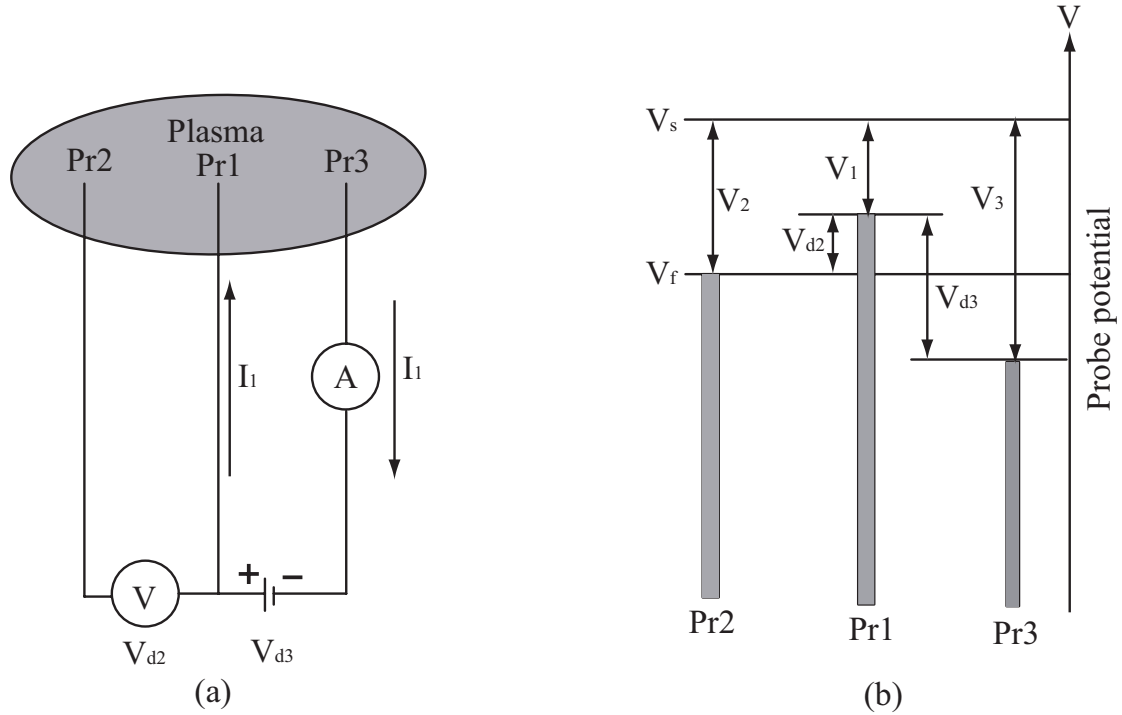 Plasma
Pr2 Pr1 Pr3
I1
A
I1
V
+ −
Vd2
Vd3
(a)
V
Vs
V1
V2
V3
Vd2
Vf
Vd3
Probe potential
Pr2
Pr1
Pr3
(b)